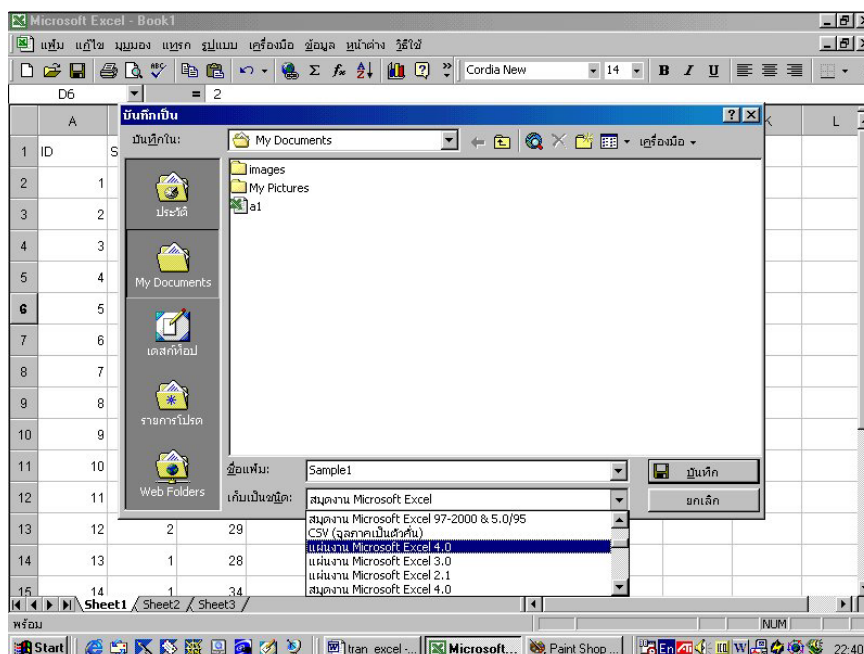 Microsoft Excel - Book1
แฟ้ม แก้ไข มุมมอง แทรก รูปแบบ เครื่องมือ ข้อมูล หน้าต่าง วิธีใช้
Cordia New 14 B I U
D6 = 2
บันทึกเป็น
A K L
บันทึกใน: My Documents เครื่องมือ
1 ID S
images
My Pictures
a1
2 1
ประวัติ
3 2
4 3
5 4
My Documents
6 5
7 6
เดสก์ท็อป
8 7
9 8
รายการโปรด
10 9
11 10
ชื่อแฟ้ม: Sample1 บันทึก
Web Folders
12 11
เก็บเป็นชนิด: สมุดงาน Microsoft Excel ยกเลิก
สมุดงาน Microsoft Excel 97-2000 & 5.0/95
CSV (จุลภาคเป็นตัวคั่น)
แผ่นงาน Microsoft Excel 4.0
แผ่นงาน Microsoft Excel 3.0
แผ่นงาน Microsoft Excel 2.1
สมุดงาน Microsoft Excel 4.0
13 12 2 29
14 13 1 28
15 14 1 34
Sheet1 Sheet2 Sheet3
พร้อม NUM
Start tran_excel -... Microsoft... Paint Shop ... En 22:40